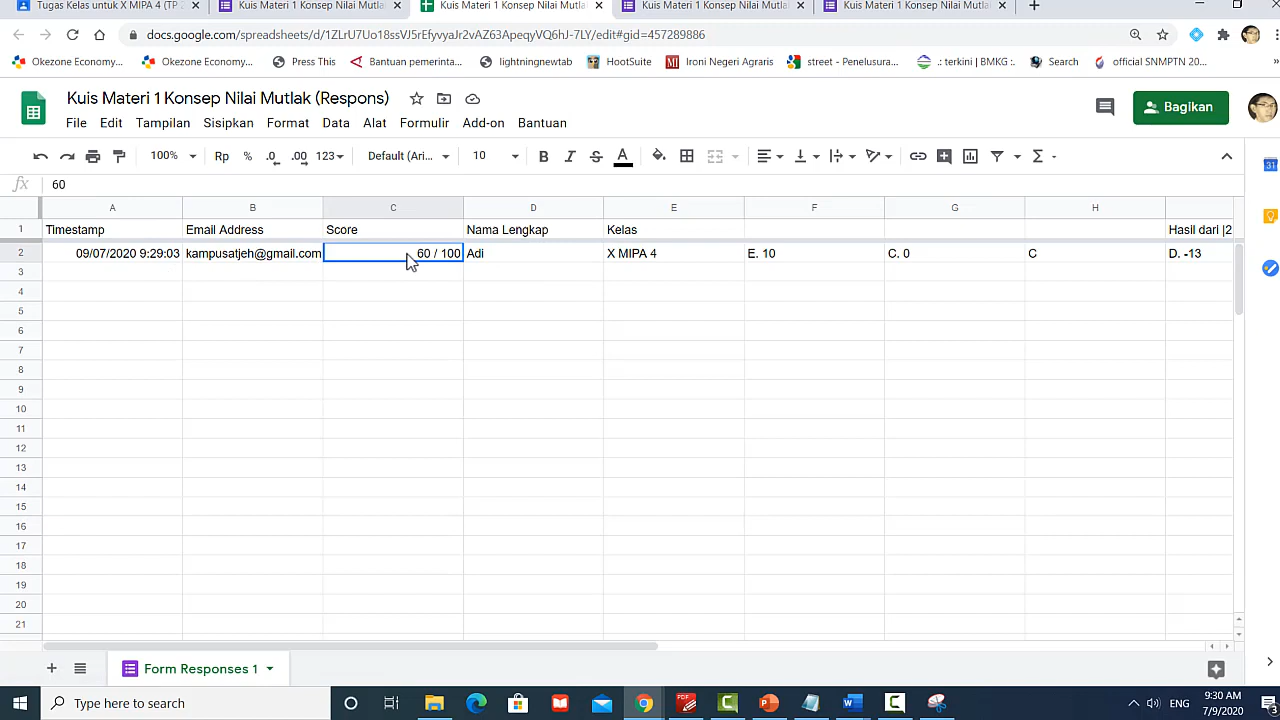 Tugas Kelas untuk X MIPA 4 (TP 2
Kuis Materi 1 Konsep Nilai Mutlak
Kuis Materi 1 Konsep Nilai Mutlak
Kuis Materi 1 Konsep Nilai Mutlak
Kuis Materi 1 Konsep Nilai Mutlak
docs.google.com/spreadsheets/d/1ZLrU7Uo18ssVJ5rEfyvyaJr2vAZ63ApeqyVQ6hJ-7LY/edit#gid=457289886
Okezone Economy...
Okezone Economy...
Press This
Bantuan pemerinta...
lightningnewtab
HootSuite
Ironi Negeri Agraris
street - Penelusura...
.: terkini | BMKG :.
Search
official SNMPTN 20...
»
Kuis Materi 1 Konsep Nilai Mutlak (Respons)
Bagikan
File Edit Tampilan Sisipkan Format Data Alat Formulir Add-on Bantuan
100% Rp % .0 .00 123 Default (Ari... 10 B I S A Σ
fx 60
A B C D E F G H
1 Timestamp Email Address Score Nama Lengkap Kelas Hasil dari |2
2 09/07/2020 9:29:03 kampusatjeh@gmail.com 60 / 100 Adi X MIPA 4 E. 10 C. 0 C D. -13
3
4
5
6
7
8
9
10
11
12
13
14
15
16
17
18
19
20
21
Form Responses 1
31
Type here to search
ENG
9:30 AM
7/9/2020
3